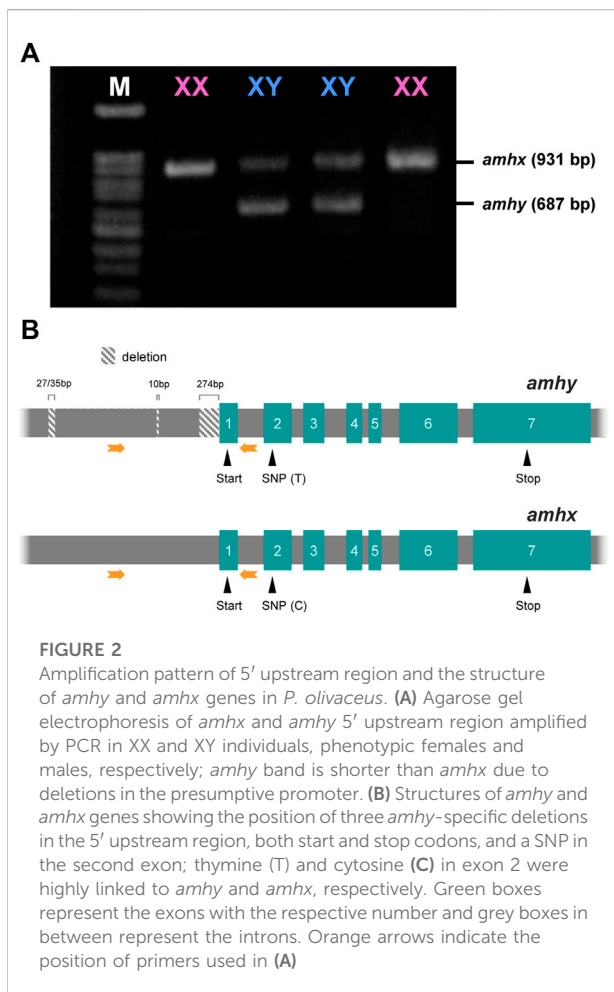 A
M XX XY XY XX
amhx (931 bp)
amhy (687 bp)
B
deletion
27/35bp 10bp 274bp
amhy
1 2 3 4 5 6 7
Start SNP (T) Stop
amhx
1 2 3 4 5 6 7
Start SNP (C) Stop
FIGURE 2
Amplification pattern of 5′ upstream region and the structure
of amhy and amhx genes in P. olivaceus. (A) Agarose gel
electrophoresis of amhx and amhy 5′ upstream region amplified
by PCR in XX and XY individuals, phenotypic females and
males, respectively; amhy band is shorter than amhx due to
deletions in the presumptive promoter. (B) Structures of amhy and
amhx genes showing the position of three amhy-specific deletions
in the 5′ upstream region, both start and stop codons, and a SNP in
the second exon; thymine (T) and cytosine (C) in exon 2 were
highly linked to amhy and amhx, respectively. Green boxes
represent the exons with the respective number and grey boxes in
between represent the introns. Orange arrows indicate the
position of primers used in (A)